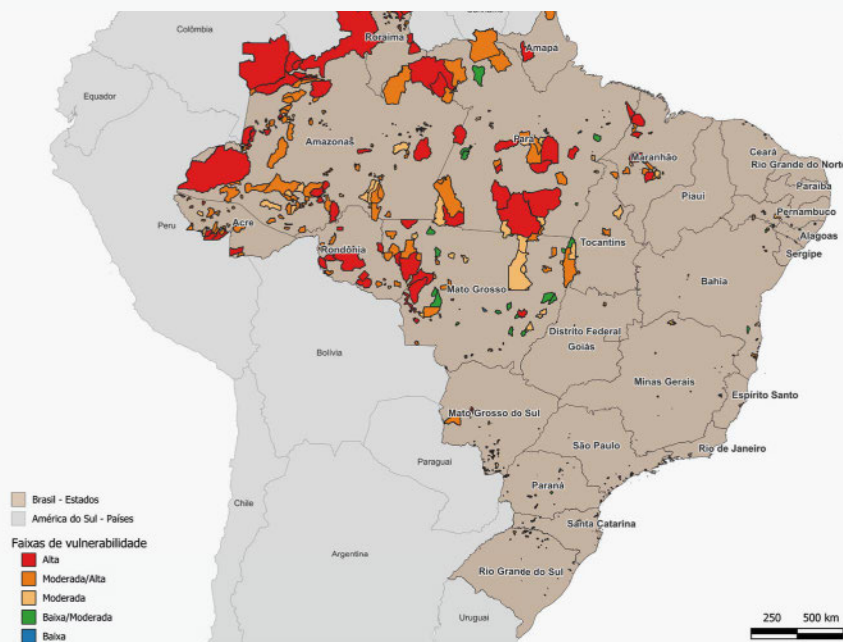 Colômbia
Roraima
Amapá
Equador
Amazonas
Pará
Maranhão
Ceará
Rio Grande do Norte
Piauí
Paraíba
Pernambuco
Acre
Peru
Alagoas
Rondônia
Tocantins
Sergipe
Mato Grosso
Bahia
Distrito Federal
Goiás
Bolívia
Minas Gerais
Espírito Santo
Mato Grosso do Sul
São Paulo
Rio de Janeiro
Paraguai
Paraná
Chile
Santa Catarina
Argentina
Rio Grande do Sul
Uruguai
Brasil - Estados
América do Sul - Países
Faixas de vulnerabilidade
Alta
Moderada/Alta
Moderada
Baixa/Moderada
Baixa
250 500 km